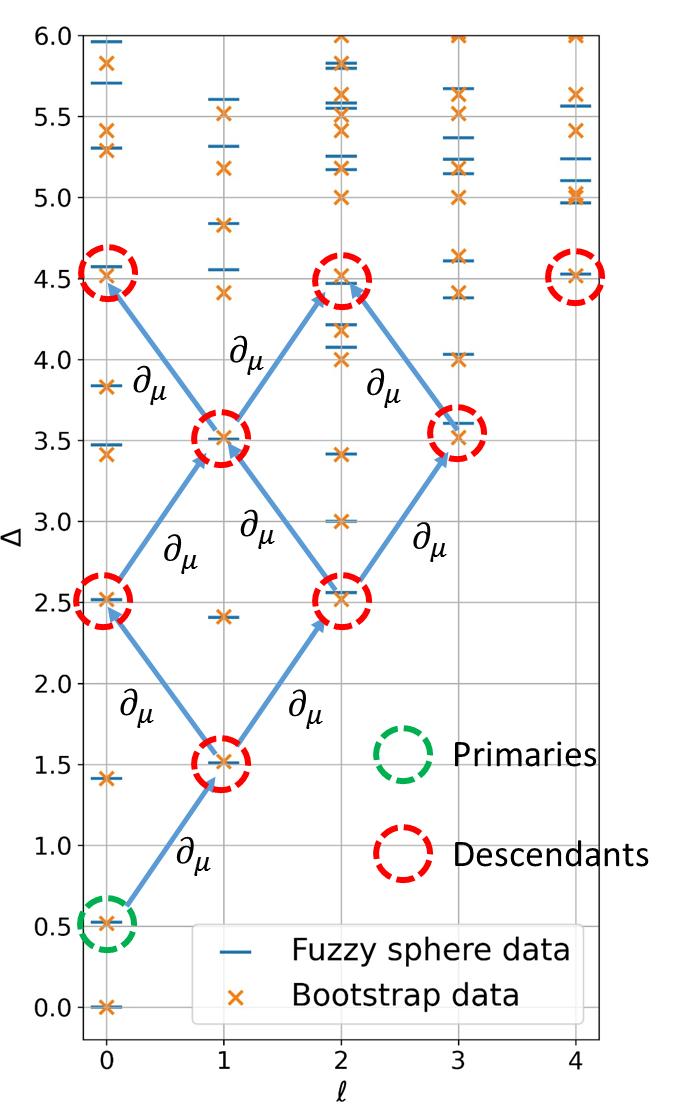 6.0
5.5
5.0
4.5
∂μ
∂μ
4.0
∂μ
3.5
∂μ
∂μ
∂μ
3.0
Δ
2.5
∂μ
∂μ
2.0
Primaries
1.5
∂μ
1.0
Descendants
0.5
Fuzzy sphere data
Bootstrap data
0.0
0 1 2 3 4
ℓ